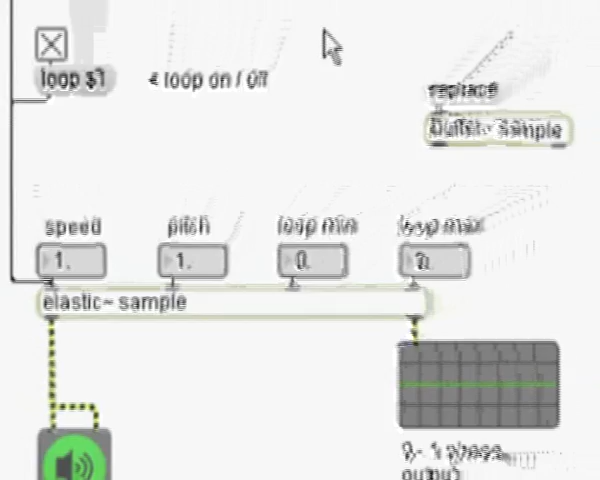 loop $1
loop on / off
replace
buffer~ sample
speed pitch loop min loop max
1. 1. 0.
elastic~ sample
0.- 1. phase
output